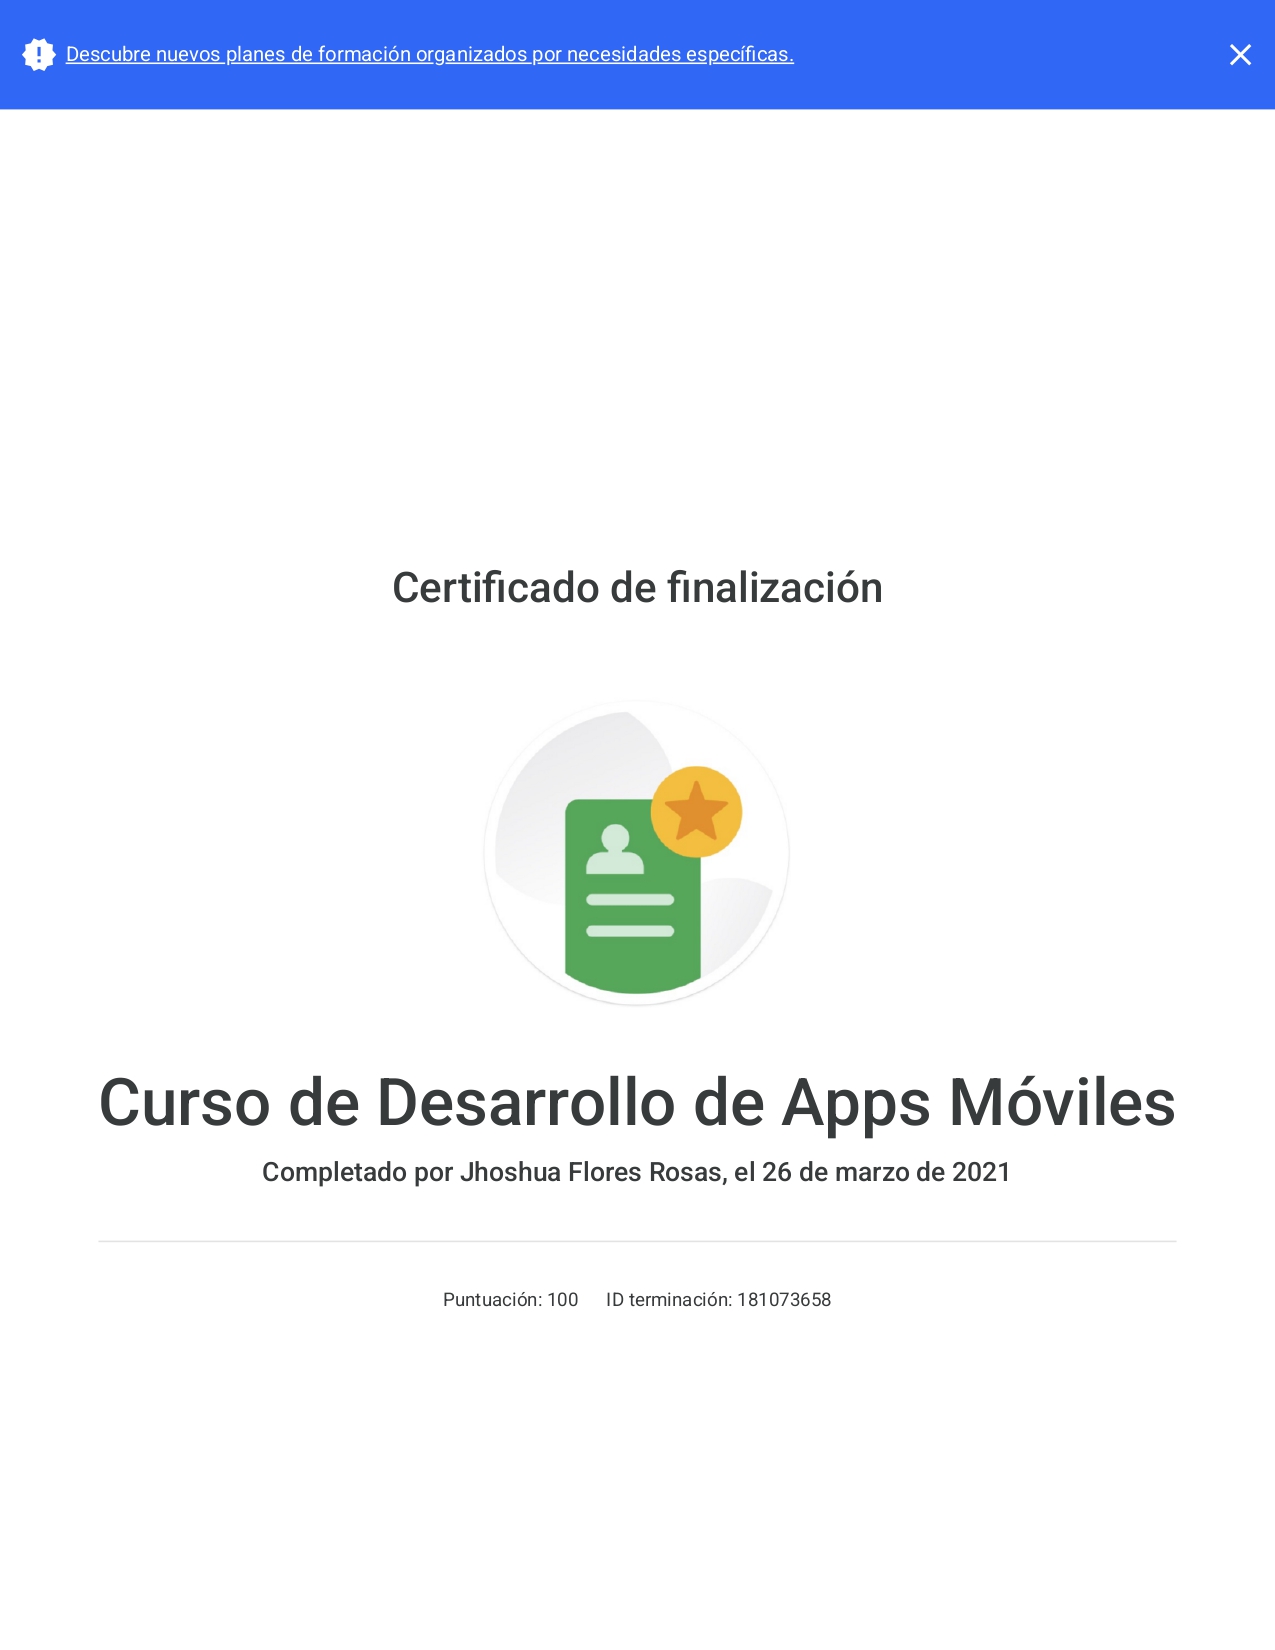 Descubre nuevos planes de formación organizados por necesidades específicas.
Certificado de finalización
Curso de Desarrollo de Apps Móviles
Completado por Jhoshua Flores Rosas, el 26 de marzo de 2021
Puntuación: 100 ID terminación: 181073658